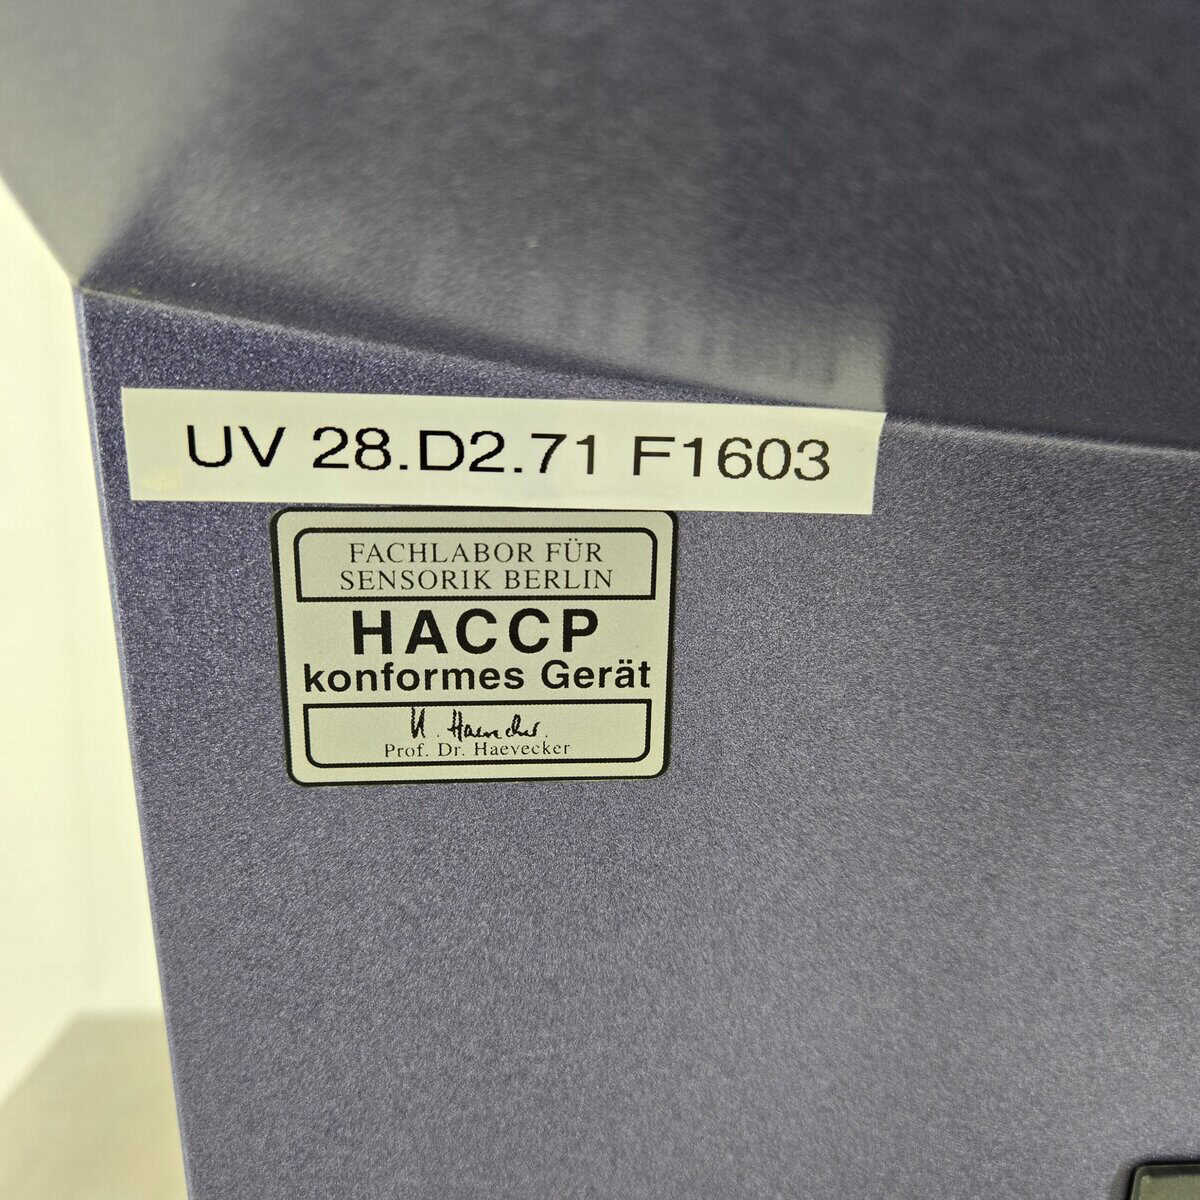 UV 28.D2.71 F1603
FACHLABOR FÜR
SENSORIK BERLIN
HACCP
konformes Gerät
Prof. Dr. Haevecker